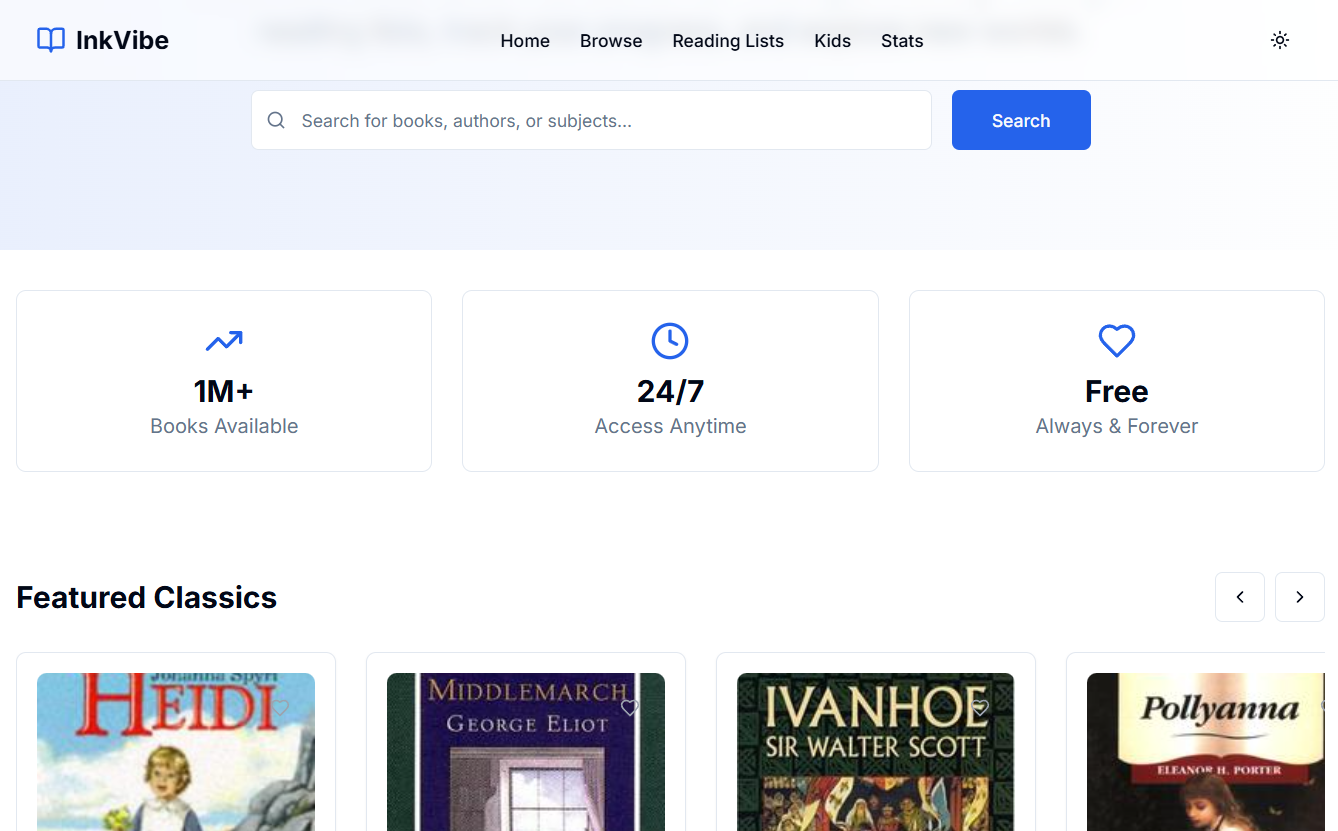 InkVibe
Home Browse Reading Lists Kids Stats
Search for books, authors, or subjects...
Search
1M+
Books Available
24/7
Access Anytime
Free
Always & Forever
Featured Classics
Johanna Spyri
HEIDI
MIDDLEMARCH
GEORGE ELIOT
IVANHOE
SIR WALTER SCOTT
Pollyanna
ELEANOR H. PORTER